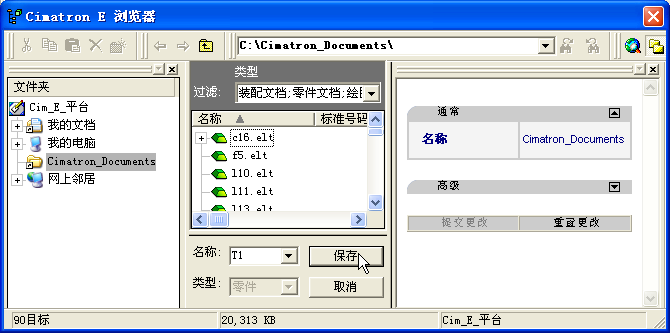 Cimatron E 浏览器
C:\Cimatron_Documents\
文件夹
Cim_E_平台
我的文档
我的电脑
Cimatron_Documents
网上邻居
类型
过滤: 装配文档;零件文档;绘图
名称 标准号码
c16.elt
f5.elt
l10.elt
l11.elt
l13.elt
名称: T1 保存
类型: 零件 取消
通常
名称 Cimatron_Documents
高级
提交更改 重置更改
90目标 20,313 KB Cim_E_平台